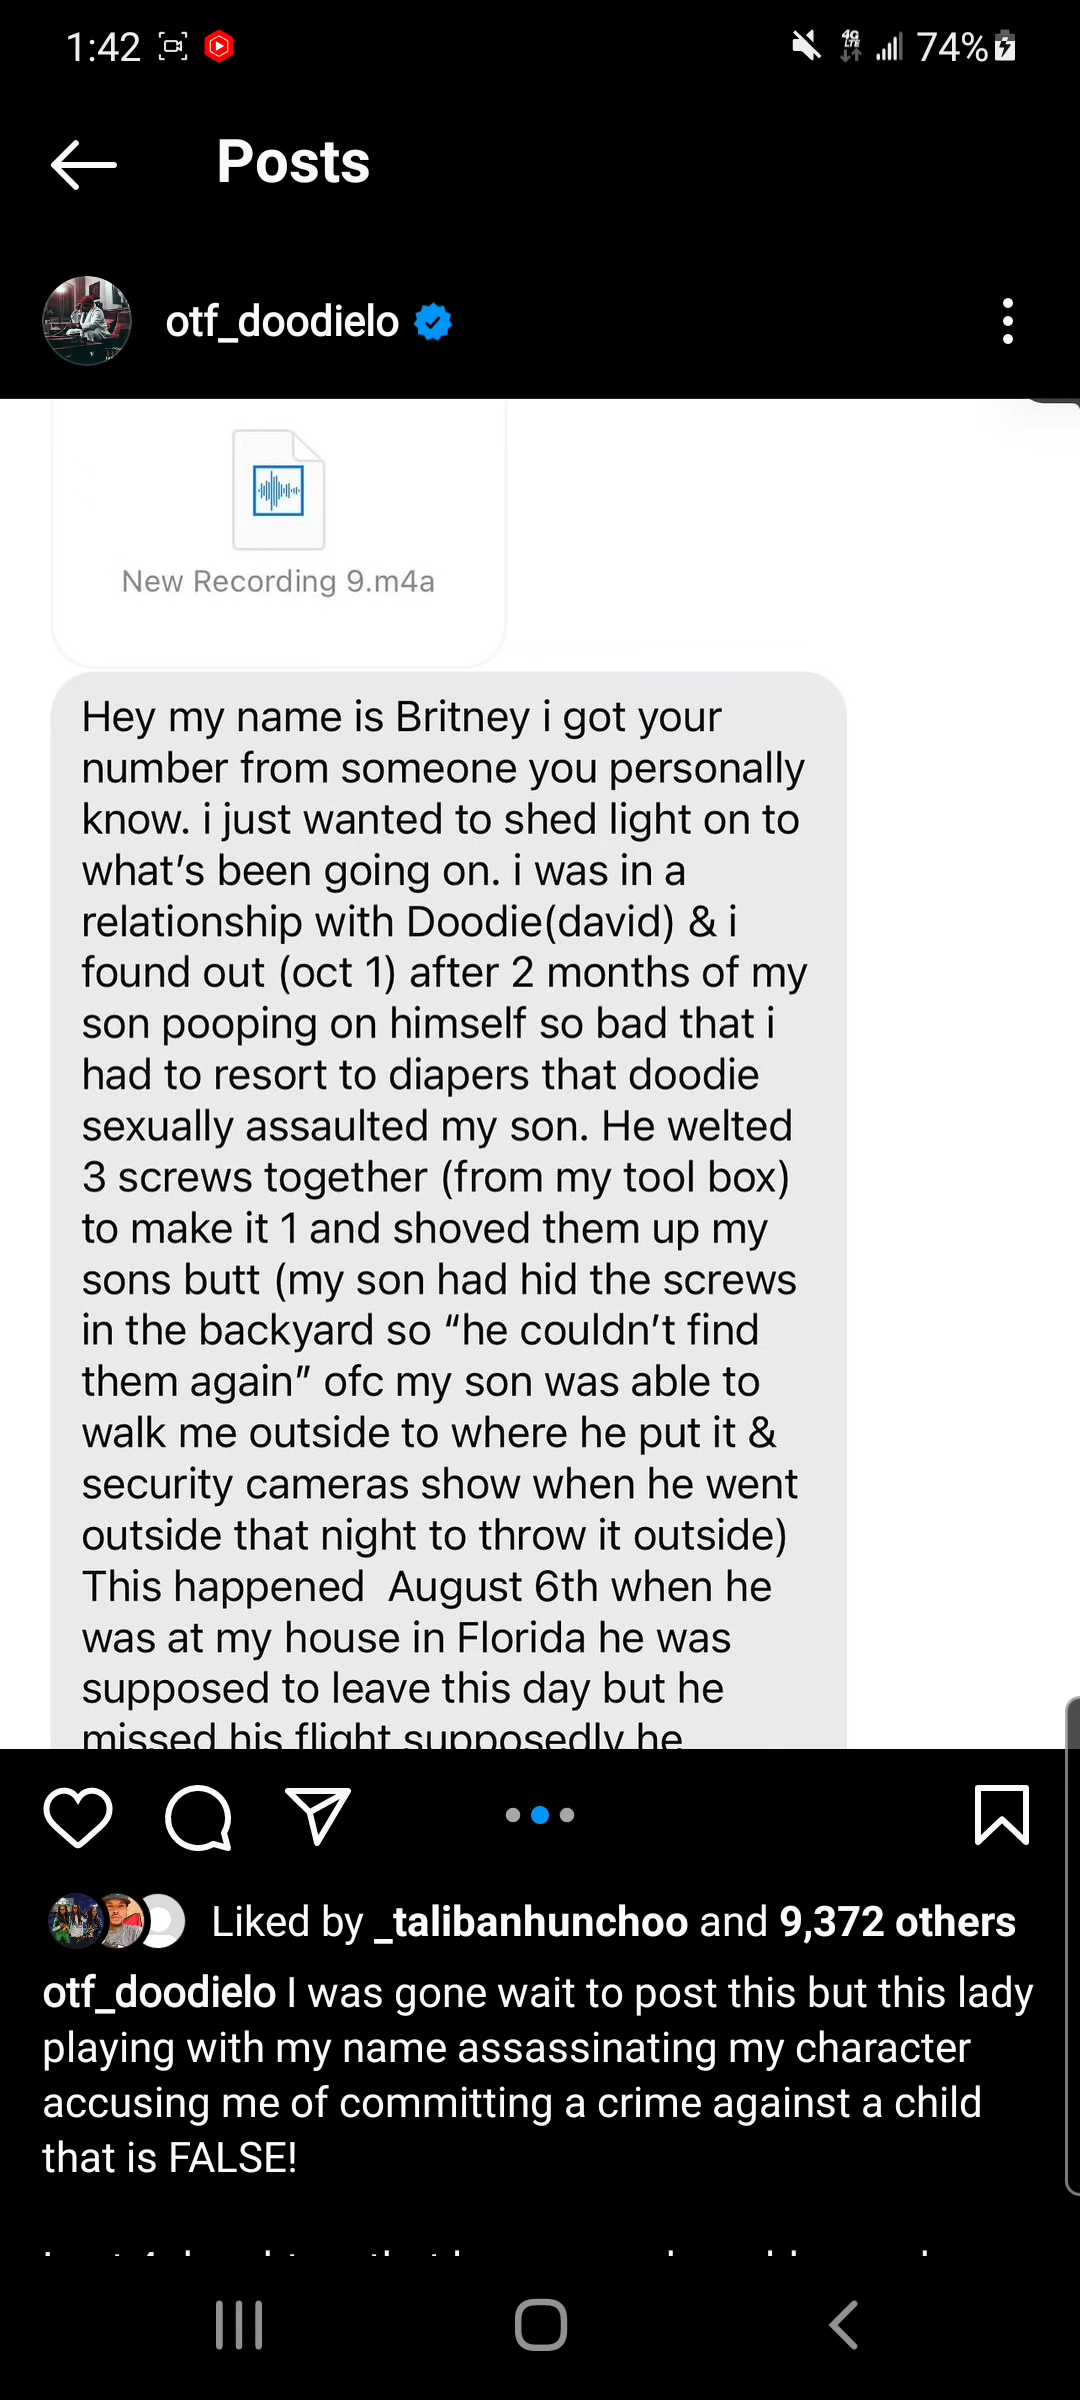 1:42 4G LTE 74%
Posts
otf_doodielo
New Recording 9.m4a
Hey my name is Britney i got your
number from someone you personally
know. i just wanted to shed light on to
what's been going on. i was in a
relationship with Doodie(david) & i
found out (oct 1) after 2 months of my
son pooping on himself so bad that i
had to resort to diapers that doodie
sexually assaulted my son. He welted
3 screws together (from my tool box)
to make it 1 and shoved them up my
sons butt (my son had hid the screws
in the backyard so “he couldn't find
them again” ofc my son was able to
walk me outside to where he put it &
security cameras show when he went
outside that night to throw it outside)
This happened  August 6th when he
was at my house in Florida he was
supposed to leave this day but he
missed his flight supposedly he
Liked by _talibanhunchoo and 9,372 others
otf_doodielo I was gone wait to post this but this lady
playing with my name assassinating my character
accusing me of committing a crime against a child
that is FALSE!